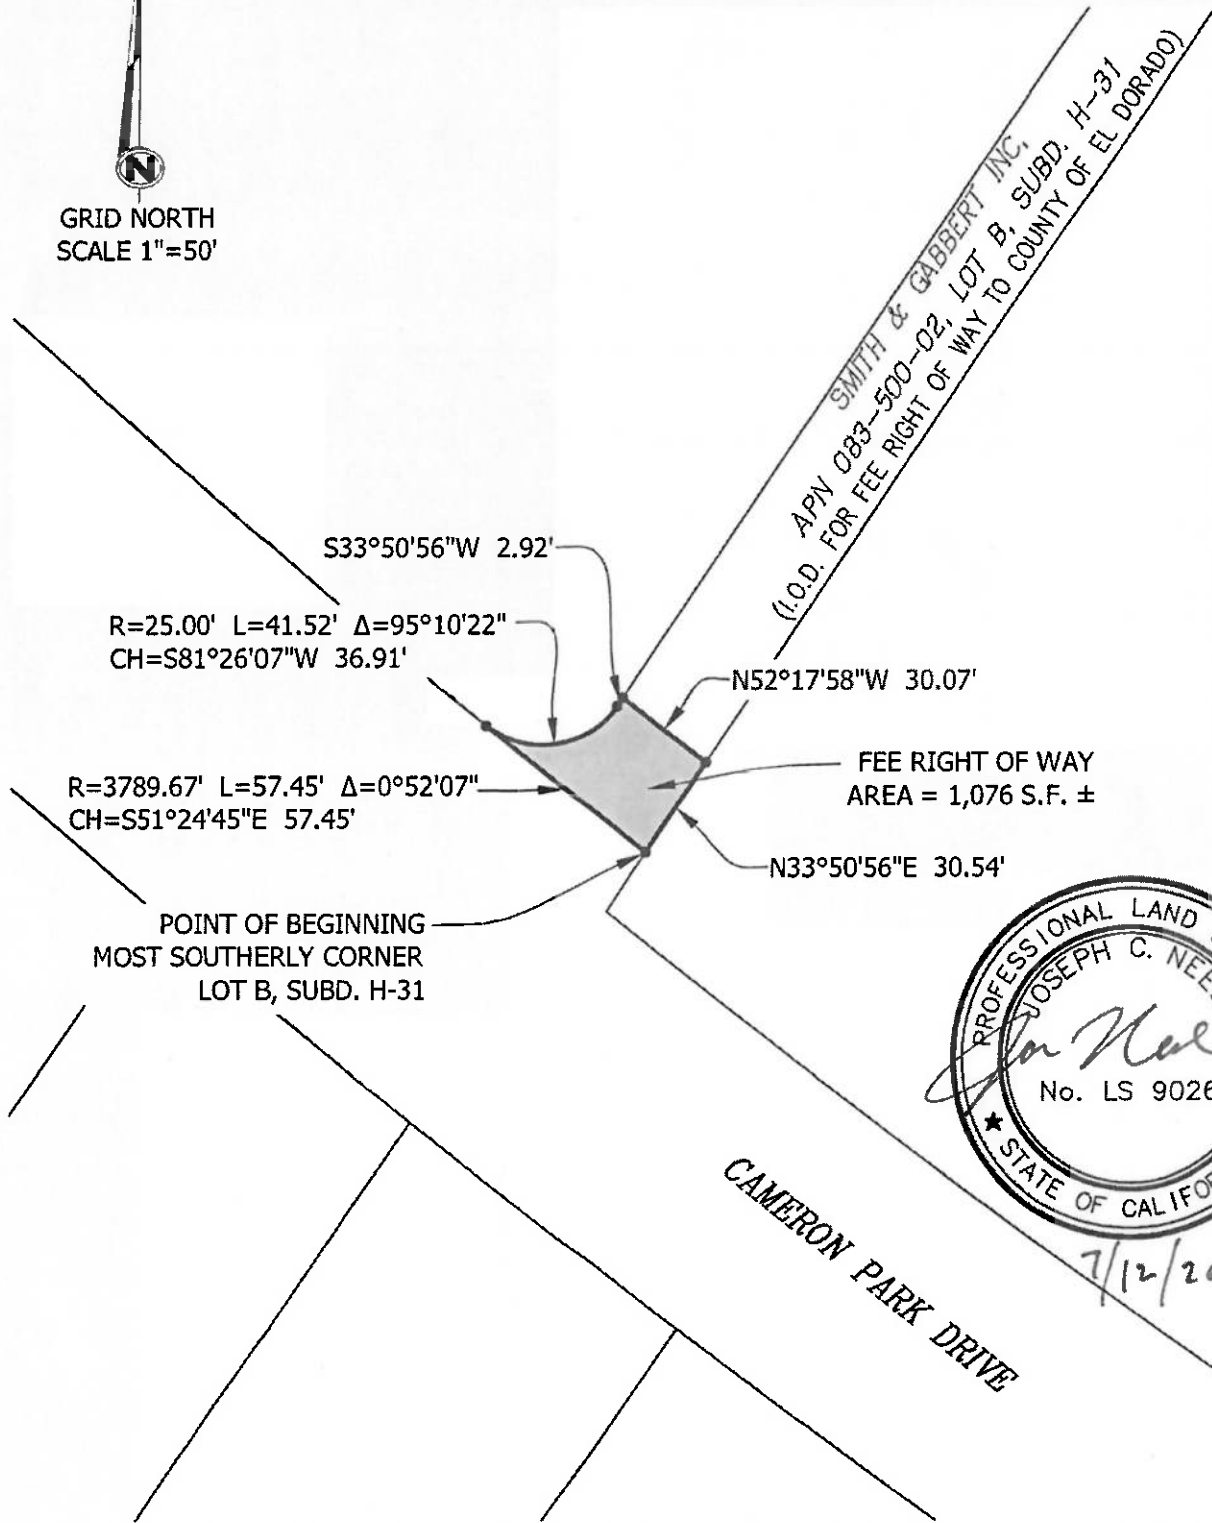 N
GRID NORTH
SCALE 1"=50'
SMITH & GABBERT INC.
APN 083-500-02, LOT B, SUBD. H-31
(I.O.D. FOR FEE RIGHT OF WAY TO COUNTY OF EL DORADO)
S33°50'56"W 2.92'
R=25.00' L=41.52' Δ=95°10'22"
CH=S81°26'07"W 36.91'
N52°17'58"W 30.07'
R=3789.67' L=57.45' Δ=0°52'07"
CH=S51°24'45"E 57.45'
FEE RIGHT OF WAY
AREA = 1,076 S.F. ±
N33°50'56"E 30.54'
POINT OF BEGINNING
MOST SOUTHERLY CORNER
LOT B, SUBD. H-31
PROFESSIONAL LAND
JOSEPH C.
No. LS 9026
STATE OF
CAMERON PARK DRIVE
7/12/